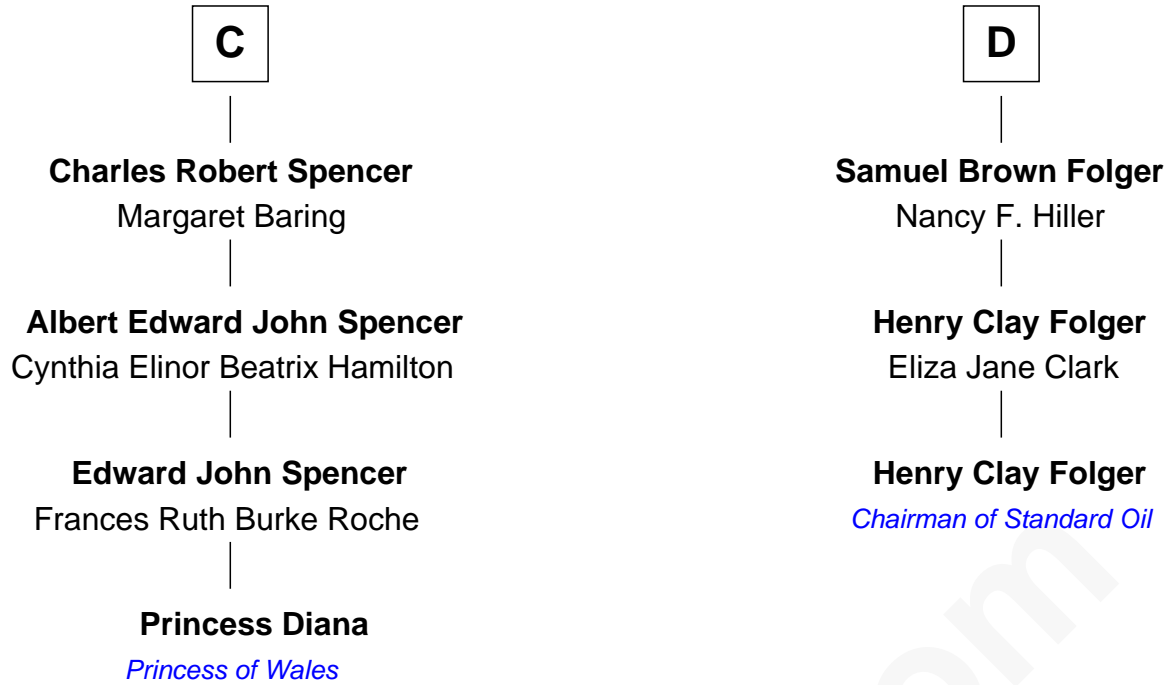 C
Charles Robert Spencer
Margaret Baring
Albert Edward John Spencer
Cynthia Elinor Beatrix Hamilton
Edward John Spencer
Frances Ruth Burke Roche
Princess Diana
Princess of Wales
D
Samuel Brown Folger
Nancy F. Hiller
Henry Clay Folger
Eliza Jane Clark
Henry Clay Folger
Chairman of Standard Oil
om